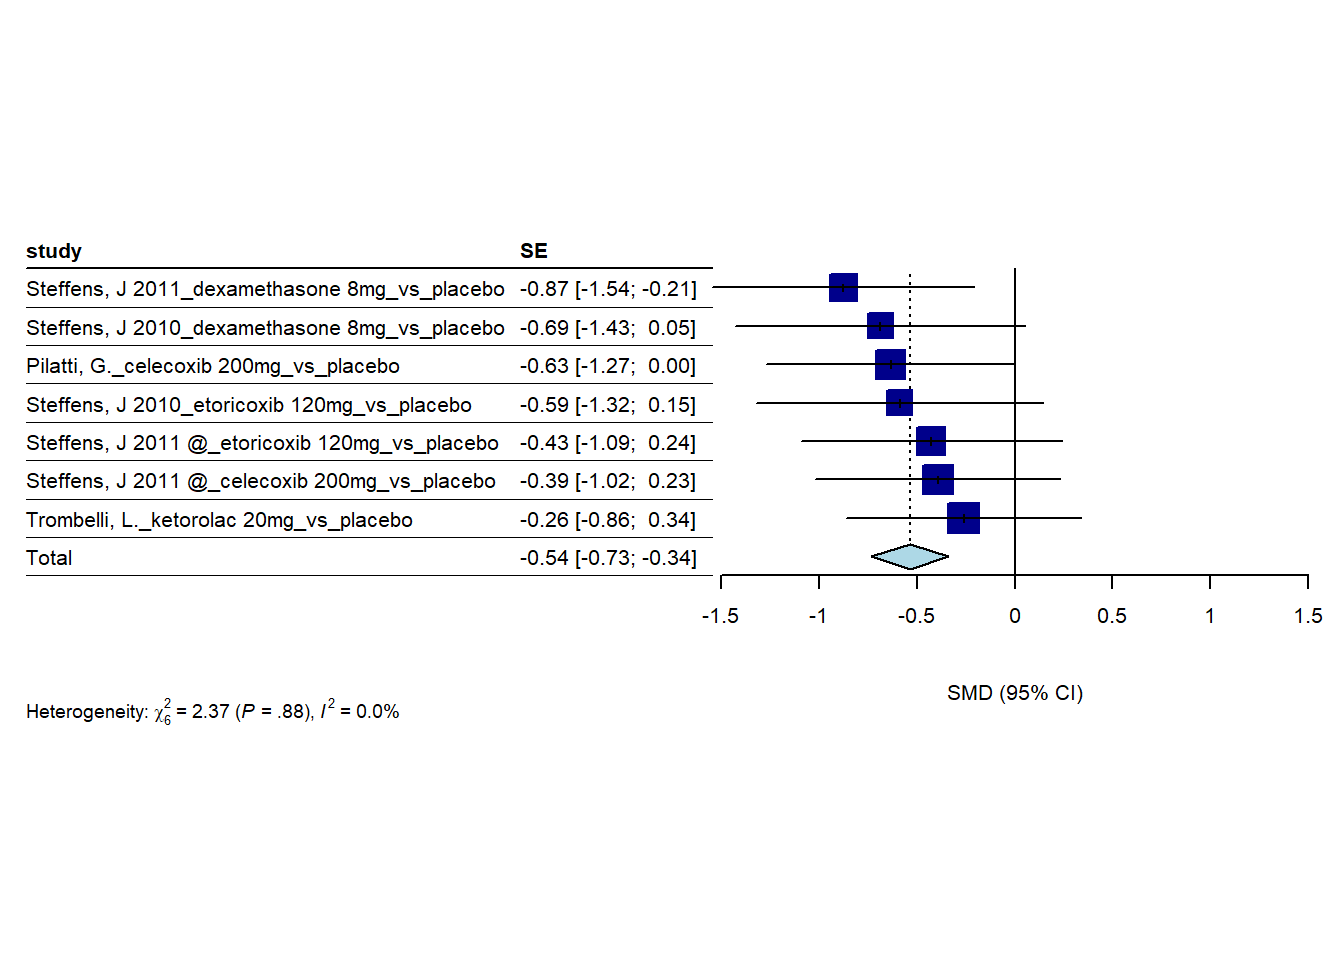 study SE
Steffens, J 2011_dexamethasone 8mg_vs_placebo -0.87 [-1.54; -0.21]
Steffens, J 2010_dexamethasone 8mg_vs_placebo -0.69 [-1.43; 0.05]
Pilatti, G._celecoxib 200mg_vs_placebo -0.63 [-1.27; 0.00]
Steffens, J 2010_etoricoxib 120mg_vs_placebo -0.59 [-1.32; 0.15]
Steffens, J 2011 @_etoricoxib 120mg_vs_placebo -0.43 [-1.09; 0.24]
Steffens, J 2011 @_celecoxib 200mg_vs_placebo -0.39 [-1.02; 0.23]
Trombelli, L._ketorolac 20mg_vs_placebo -0.26 [-0.86; 0.34]
Total -0.54 [-0.73; -0.34]
-1.5 -1 -0.5 0 0.5 1 1.5
SMD (95% CI)
Heterogeneity: χ²₆ = 2.37 (P = .88), I² = 0.0%